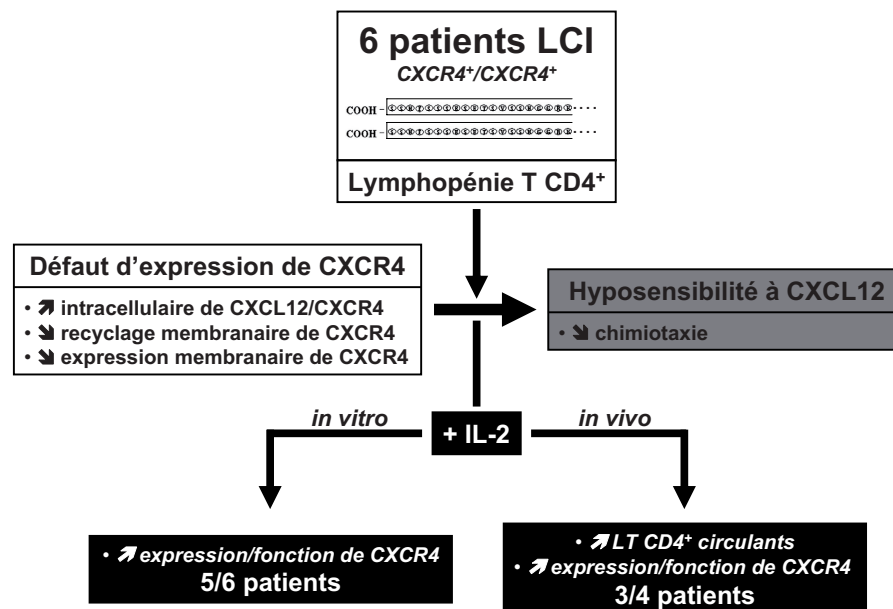 6 patients LCI
CXCR4⁺/CXCR4⁺
COOH -
COOH -
Lymphopénie T CD4⁺
Défaut d'expression de CXCR4
• ↗ intracellulaire de CXCL12/CXCR4
• ↘ recyclage membranaire de CXCR4
• ↘ expression membranaire de CXCR4
Hyposensibilité à CXCL12
• ↘ chimiotaxie
in vitro
+ IL-2
in vivo
• ↗ expression/fonction de CXCR4
5/6 patients
• ↗ LT CD4⁺ circulants
• ↗ expression/fonction de CXCR4
3/4 patients